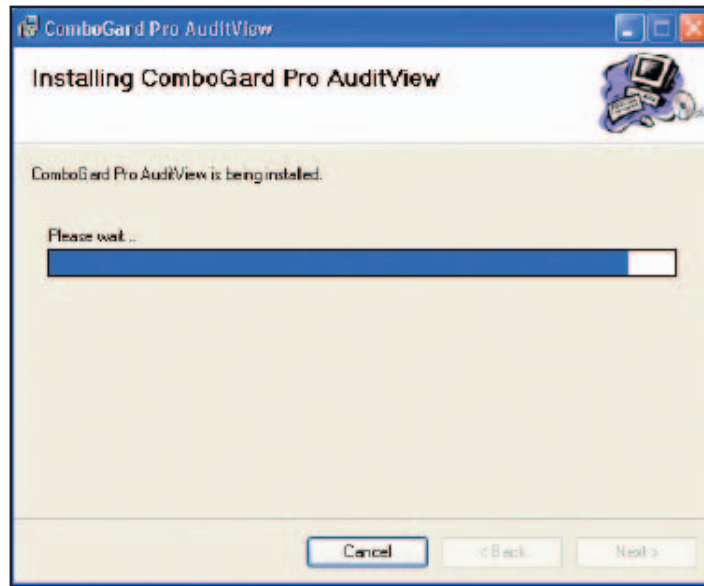 ComboGard Pro AuditView
Installing ComboGard Pro AuditView
ComboGard Pro AuditView is being installed.
Please wait...
Cancel
< Back
Next >